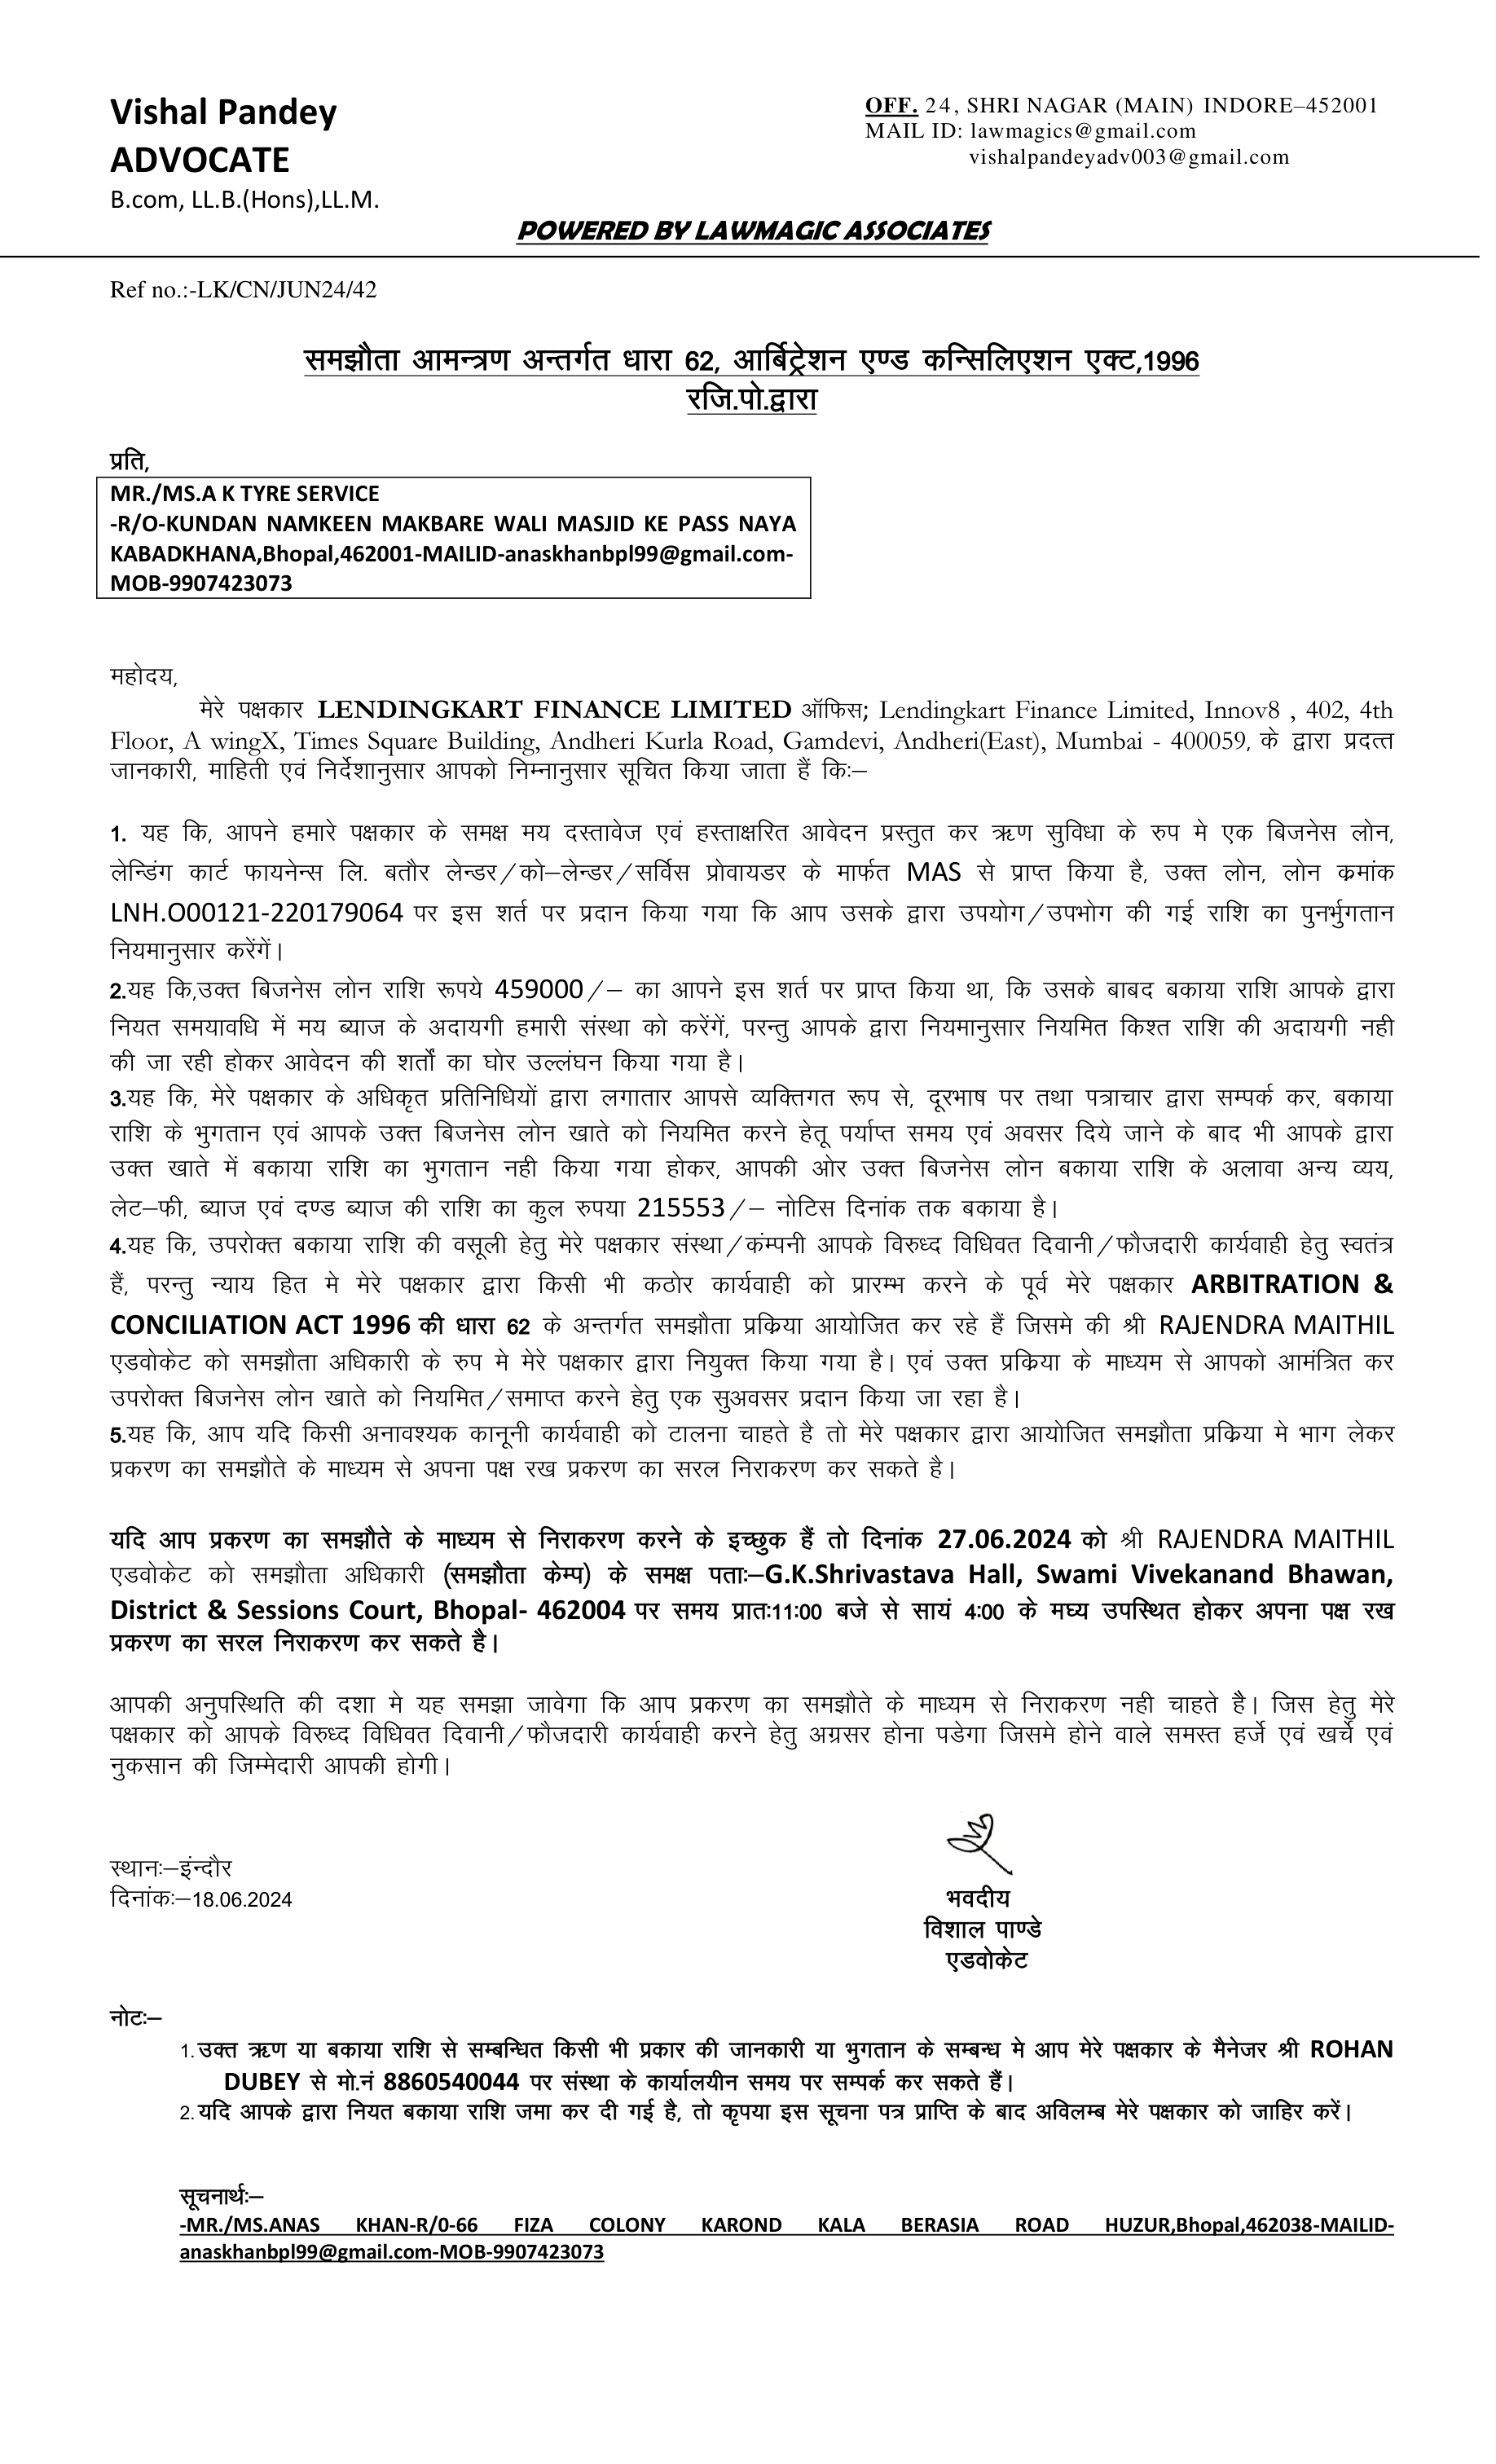 Vishal Pandey
ADVOCATE
B.com, LL.B.(Hons),LL.M.
OFF. 24, SHRI NAGAR (MAIN) INDORE–452001
MAIL ID: lawmagics@gmail.com
vishalpandeyadv003@gmail.com
POWERED BY LAWMAGIC ASSOCIATES
Ref no.:-LK/CN/JUN24/42
समझौता आमन्त्रण अन्तर्गत धारा 62, आर्बिट्रेशन एण्ड कन्सिलिएशन एक्ट,1996
रजि.पो.द्वारा
प्रति,
MR./MS.A K TYRE SERVICE
-R/O-KUNDAN NAMKEEN MAKBARE WALI MASJID KE PASS NAYA
KABADKHANA,Bhopal,462001-MAILID-anaskhanbpl99@gmail.com-
MOB-9907423073
महोदय,
मेरे पक्षकार LENDINGKART FINANCE LIMITED ऑफिस; Lendingkart Finance Limited, Innov8 , 402, 4th
Floor, A wingX, Times Square Building, Andheri Kurla Road, Gamdevi, Andheri(East), Mumbai - 400059, के द्वारा प्रदत्त
जानकारी, माहिती एवं निर्देशानुसार आपको निम्नानुसार सूचित किया जाता हैं कि:–
1. यह कि, आपने हमारे पक्षकार के समक्ष मय दस्तावेज एवं हस्ताक्षरित आवेदन प्रस्तुत कर ऋण सुविधा के रुप मे एक बिजनेस लोन,
लेन्डिंग कार्ट फायनेन्स लि. बतौर लेन्डर/को–लेन्डर/सर्विस प्रोवायडर के मार्फत MAS से प्राप्त किया है, उक्त लोन, लोन क्रमांक
LNH.O00121-220179064 पर इस शर्त पर प्रदान किया गया कि आप उसके द्वारा उपयोग/उपभोग की गई राशि का पुनर्भुगतान
नियमानुसार करेंगें।
2.यह कि,उक्त बिजनेस लोन राशि रूपये 459000/– का आपने इस शर्त पर प्राप्त किया था, कि उसके बाबद बकाया राशि आपके द्वारा
नियत समयावधि में मय ब्याज के अदायगी हमारी संस्था को करेंगें, परन्तु आपके द्वारा नियमानुसार नियमित किश्त राशि की अदायगी नही
की जा रही होकर आवेदन की शर्तों का घोर उल्लंघन किया गया है।
3.यह कि, मेरे पक्षकार के अधिकृत प्रतिनिधियों द्वारा लगातार आपसे व्यक्तिगत रूप से, दूरभाष पर तथा पत्राचार द्वारा सम्पर्क कर, बकाया
राशि के भुगतान एवं आपके उक्त बिजनेस लोन खाते को नियमित करने हेतू पर्याप्त समय एवं अवसर दिये जाने के बाद भी आपके द्वारा
उक्त खाते में बकाया राशि का भुगतान नही किया गया होकर, आपकी ओर उक्त बिजनेस लोन बकाया राशि के अलावा अन्य व्यय,
लेट–फी, ब्याज एवं दण्ड ब्याज की राशि का कुल रुपया 215553/– नोटिस दिनांक तक बकाया है।
4.यह कि, उपरोक्त बकाया राशि की वसूली हेतु मेरे पक्षकार संस्था/कंम्पनी आपके विरुध्द विधिवत दिवानी/फौजदारी कार्यवाही हेतु स्वतंत्र
हैं, परन्तु न्याय हित मे मेरे पक्षकार द्वारा किसी भी कठोर कार्यवाही को प्रारम्भ करने के पूर्व मेरे पक्षकार ARBITRATION &
CONCILIATION ACT 1996 की धारा 62 के अन्तर्गत समझौता प्रक्रिया आयोजित कर रहे हैं जिसमे की श्री RAJENDRA MAITHIL
एडवोकेट को समझौता अधिकारी के रुप मे मेरे पक्षकार द्वारा नियुक्त किया गया है। एवं उक्त प्रक्रिया के माध्यम से आपको आमंत्रित कर
उपरोक्त बिजनेस लोन खाते को नियमित/समाप्त करने हेतु एक सुअवसर प्रदान किया जा रहा है।
5.यह कि, आप यदि किसी अनावश्यक कानूनी कार्यवाही को टालना चाहते है तो मेरे पक्षकार द्वारा आयोजित समझौता प्रक्रिया मे भाग लेकर
प्रकरण का समझौते के माध्यम से अपना पक्ष रख प्रकरण का सरल निराकरण कर सकते है।
यदि आप प्रकरण का समझौते के माध्यम से निराकरण करने के इच्छुक हैं तो दिनांक 27.06.2024 को श्री RAJENDRA MAITHIL
एडवोकेट को समझौता अधिकारी (समझौता केम्प) के समक्ष पता:–G.K.Shrivastava Hall, Swami Vivekanand Bhawan,
District & Sessions Court, Bhopal- 462004 पर समय प्रात:11:00 बजे से सायं 4:00 के मघ्य उपस्थित होकर अपना पक्ष रख
प्रकरण का सरल निराकरण कर सकते है।
आपकी अनुपस्थिति की दशा मे यह समझा जावेगा कि आप प्रकरण का समझौते के माध्यम से निराकरण नही चाहते है। जिस हेतु मेरे
पक्षकार को आपके विरुध्द विधिवत दिवानी/फौजदारी कार्यवाही करने हेतु अग्रसर होना पडेगा जिसमे होने वाले समस्त हर्जे एवं खर्चे एवं
नुकसान की जिम्मेदारी आपकी होगी।
स्थान:–इंन्दौर
दिनांक:–18.06.2024
भवदीय
विशाल पाण्डे
एडवोकेट
नोट:–
1.उक्त ऋण या बकाया राशि से सम्बन्धित किसी भी प्रकार की जानकारी या भुगतान के सम्बन्ध मे आप मेरे पक्षकार के मैनेजर श्री ROHAN
DUBEY से मो.नं 8860540044 पर संस्था के कार्यालयीन समय पर सम्पर्क कर सकते हैं।
2.यदि आपके द्वारा नियत बकाया राशि जमा कर दी गई है, तो कृपया इस सूचना पत्र प्राप्ति के बाद अविलम्ब मेरे पक्षकार को जाहिर करें।
सूचनार्थ:–
-MR./MS.ANAS KHAN-R/0-66 FIZA COLONY KAROND KALA BERASIA ROAD HUZUR,Bhopal,462038-MAILID-
anaskhanbpl99@gmail.com-MOB-9907423073